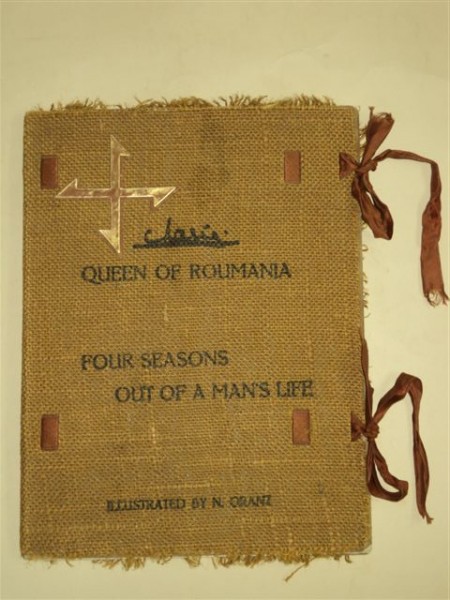 Marie.
QUEEN OF ROUMANIA
FOUR SEASONS
OUT OF A MAN'S LIFE
ILLUSTRATED BY N. GRANT